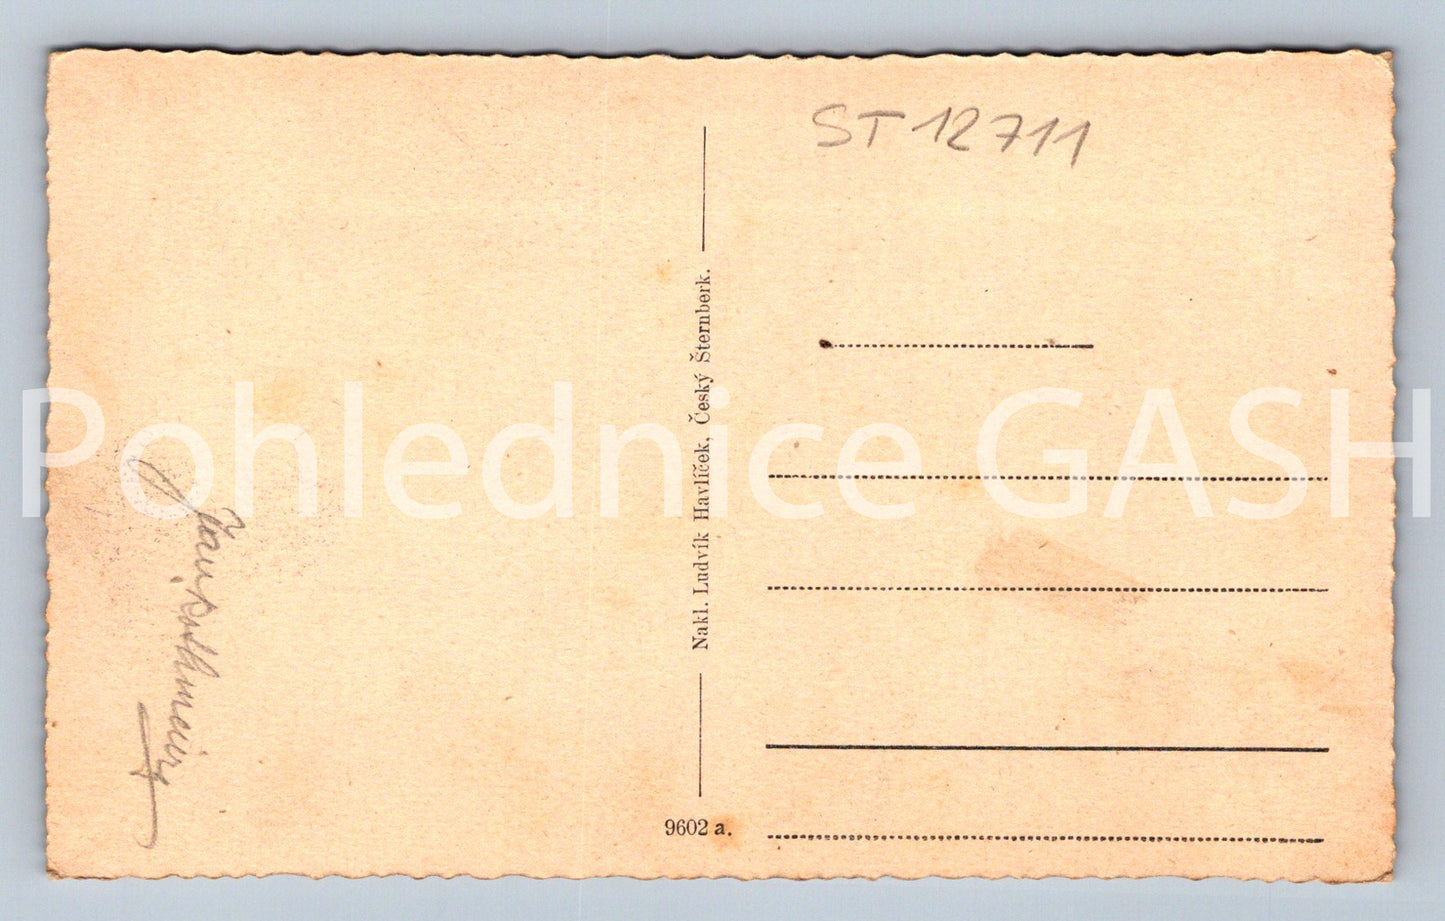 ST 12711
Nakl. Ludvík Havlíček, Český Šternberk.
9602 a.
Pohlednice GASH